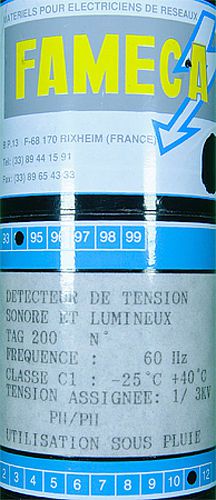 MATERIELS POUR ELECTRICIENS DE RESEAUX
FAMECA
B.P.13 F-68 170 RIXHEIM (FRANCE)
Tel: (33) 89 44 15 91
Fax: (33) 89 65 43 33
93 95 96 97 98 99
DETECTEUR DE TENSION
SONORE ET LUMINEUX
TAG 200 N°
FREQUENCE : 60 Hz
CLASSE C1 : -25°C +40°C
TENSION ASSIGNEE: 1/ 3KV
PH/PH
UTILISATION SOUS PLUIE
2 3 4 5 6 7 8 9 10 12